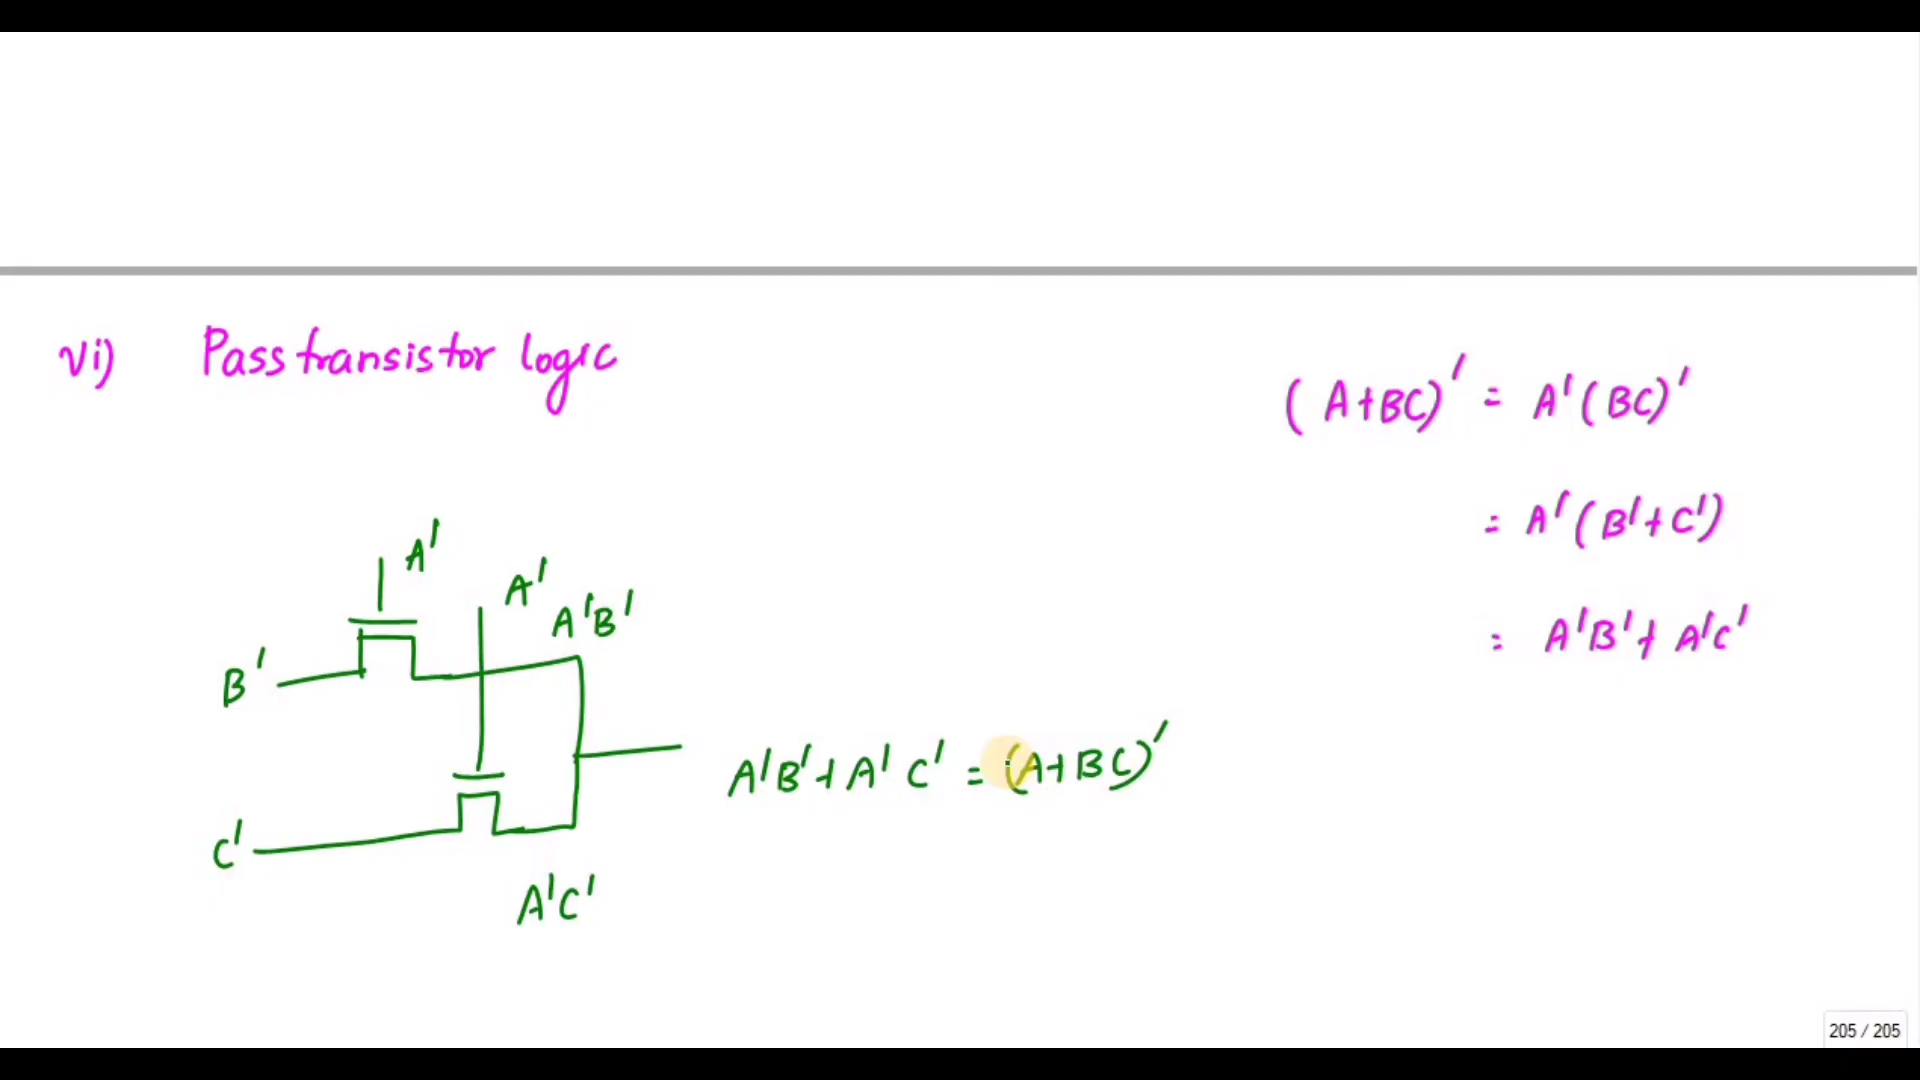 vi) Pass transistor logic
(A+BC)' = A'(BC)'
= A'(B'+C')
= A'B'+A'C'
A'
A'
A'B'
B'
A'B'+A'C' = (A+BC)'
C'
A'C'
205 / 205